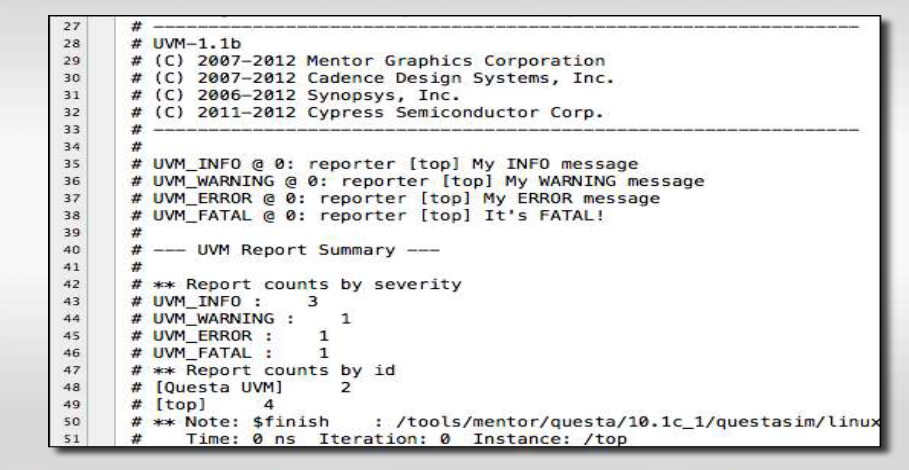 27 # ----------------------------------------------------------------
28 # UVM-1.1b
29 # (C) 2007-2012 Mentor Graphics Corporation
30 # (C) 2007-2012 Cadence Design Systems, Inc.
31 # (C) 2006-2012 Synopsys, Inc.
32 # (C) 2011-2012 Cypress Semiconductor Corp.
33 # ----------------------------------------------------------------
34 #
35 # UVM_INFO @ 0: reporter [top] My INFO message
36 # UVM_WARNING @ 0: reporter [top] My WARNING message
37 # UVM_ERROR @ 0: reporter [top] My ERROR message
38 # UVM_FATAL @ 0: reporter [top] It's FATAL!
39 #
40 # --- UVM Report Summary ---
41 #
42 # ** Report counts by severity
43 # UVM_INFO :    3
44 # UVM_WARNING :    1
45 # UVM_ERROR :    1
46 # UVM_FATAL :    1
47 # ** Report counts by id
48 # [Questa UVM]     2
49 # [top]     4
50 # ** Note: $finish    : /tools/mentor/questa/10.1c_1/questasim/linux
51 #    Time: 0 ns  Iteration: 0  Instance: /top